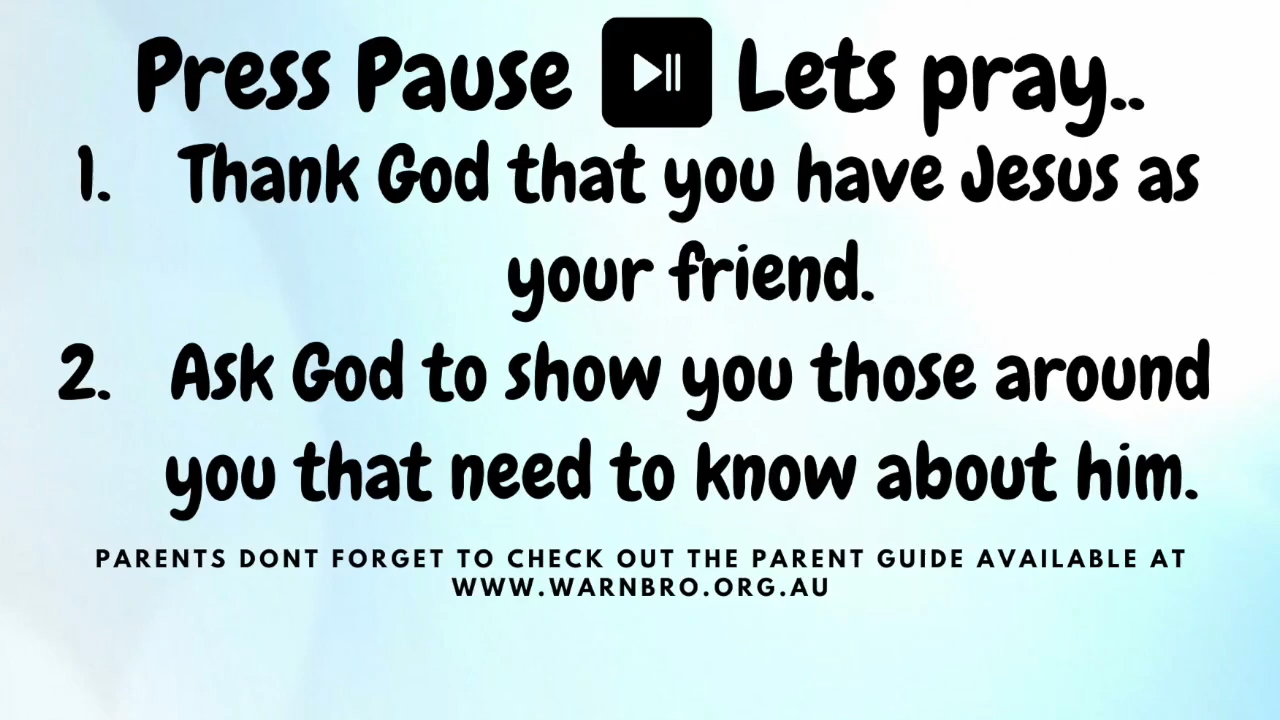 Press Pause Lets pray..
1. Thank God that you have Jesus as
your friend.
2. Ask God to show you those around
you that need to know about him.
PARENTS DONT FORGET TO CHECK OUT THE PARENT GUIDE AVAILABLE AT
WWW.WARNBRO.ORG.AU